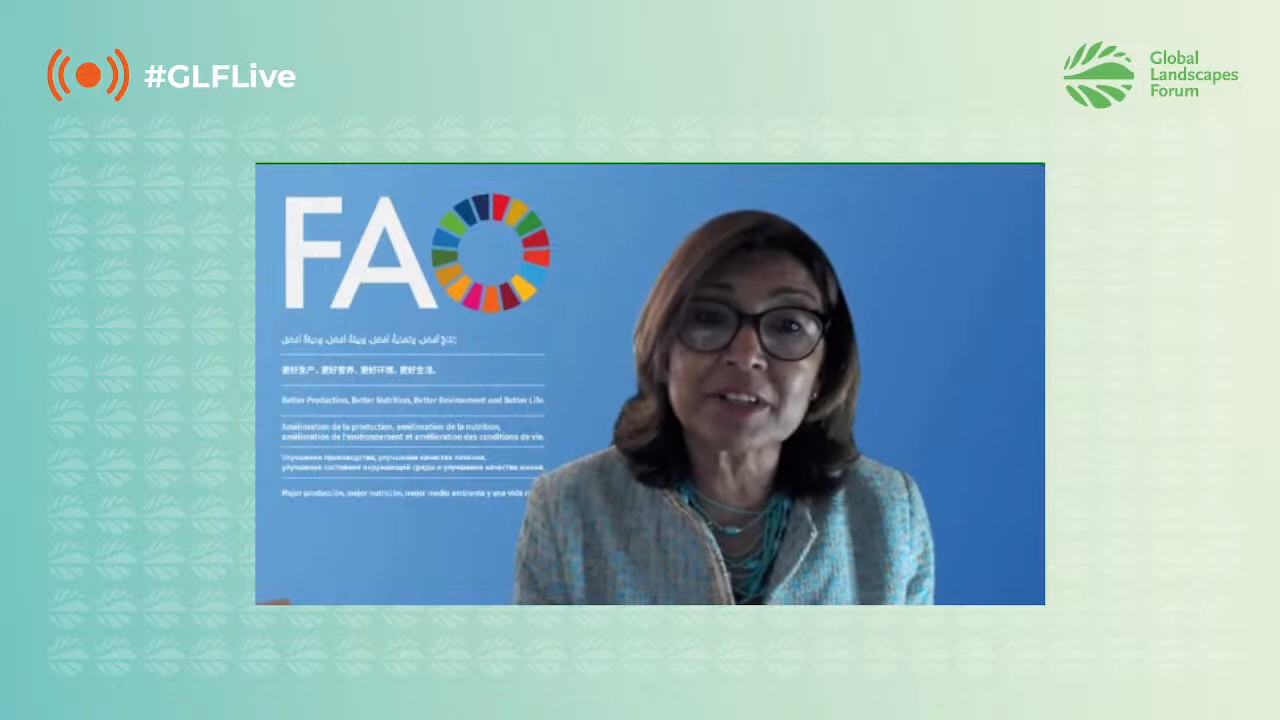 #GLFLive
Global
Landscapes
Forum
FAO
إنتاج أفضل، وتغذية أفضل، وبيئة أفضل، وحياة أفضل.
更好生产、更好营养、更好环境、更好生活。
Better Production, Better Nutrition, Better Environment and Better Life.
Amélioration de la production, amélioration de la nutrition,
amélioration de l'environnement et amélioration des conditions de vie.
Улучшение производства, улучшение качества питания,
улучшение состояния окружающей среды и улучшение качества жизни.
Mejor producción, mejor nutrición, mejor medio ambiente y una vida